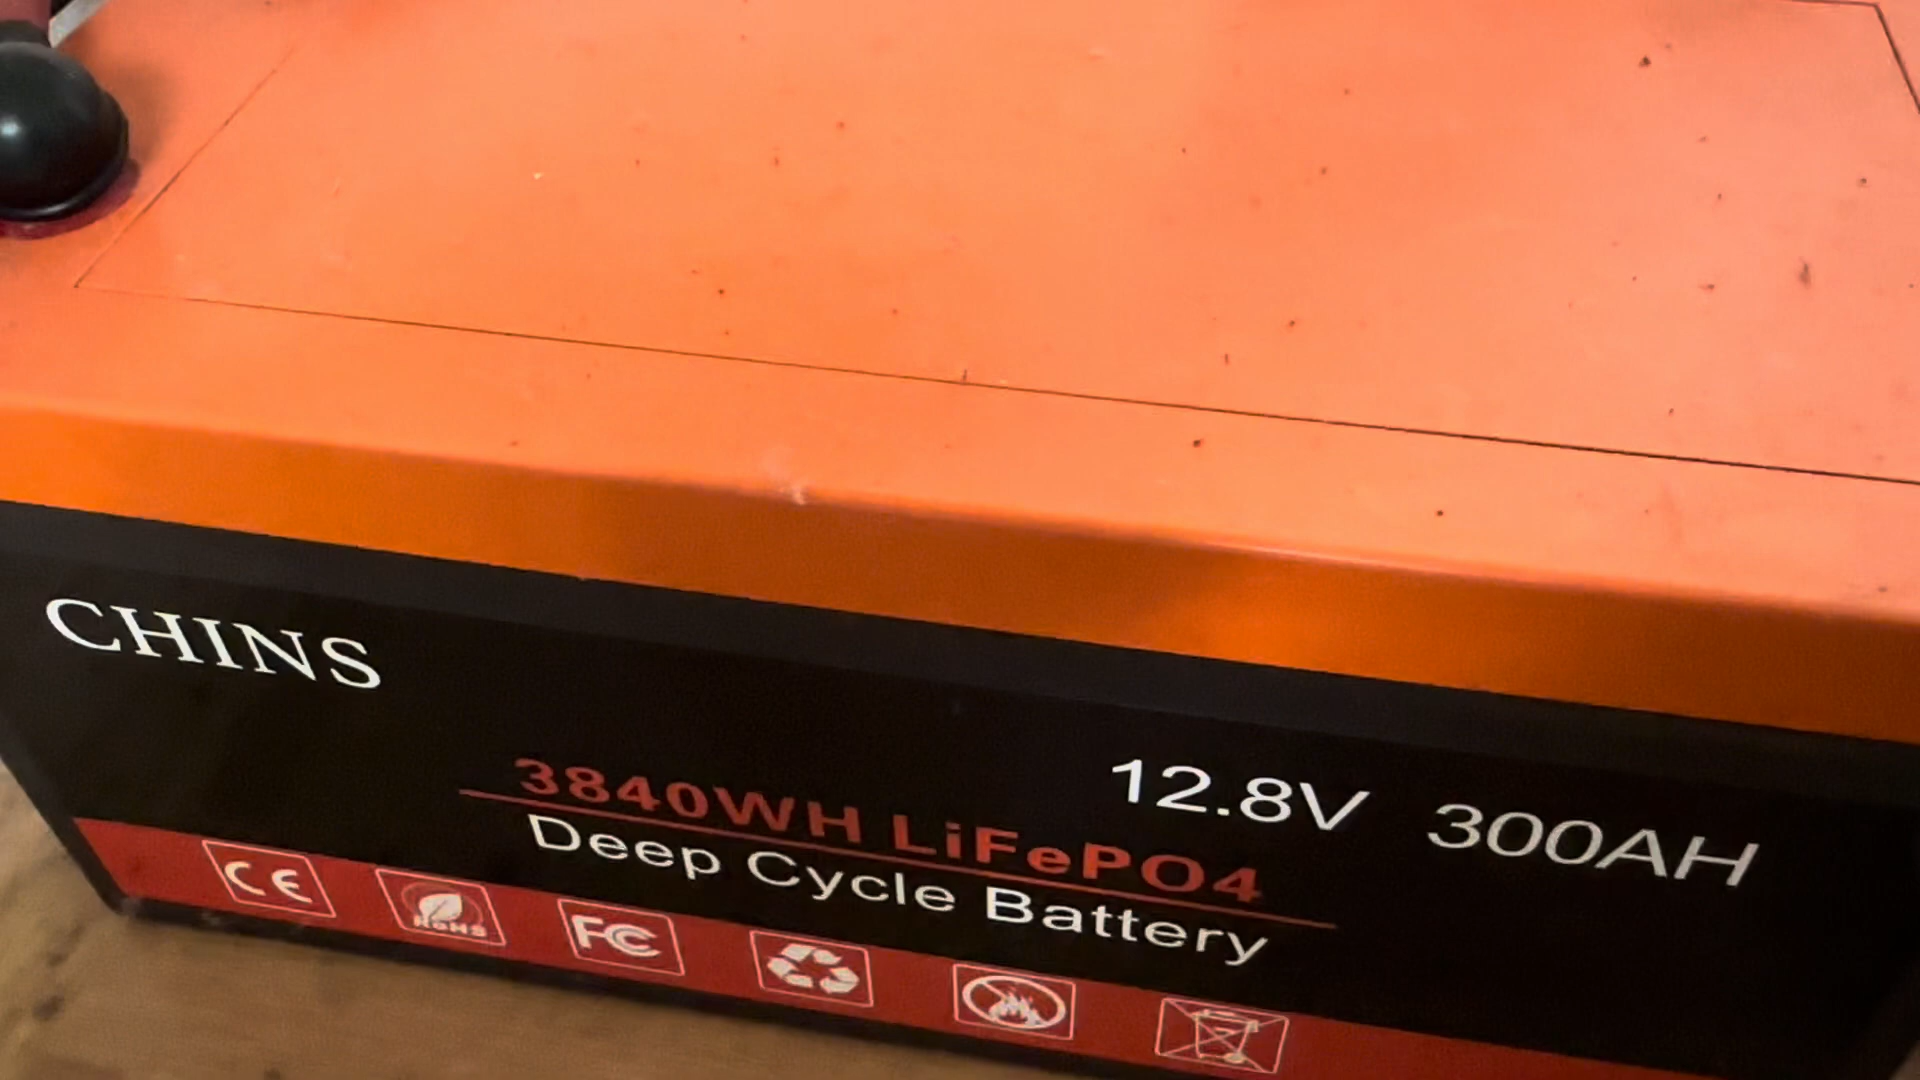 CHINS
12.8V 300AH
3840WH LiFePO4
Deep Cycle Battery
CE RoHS FC